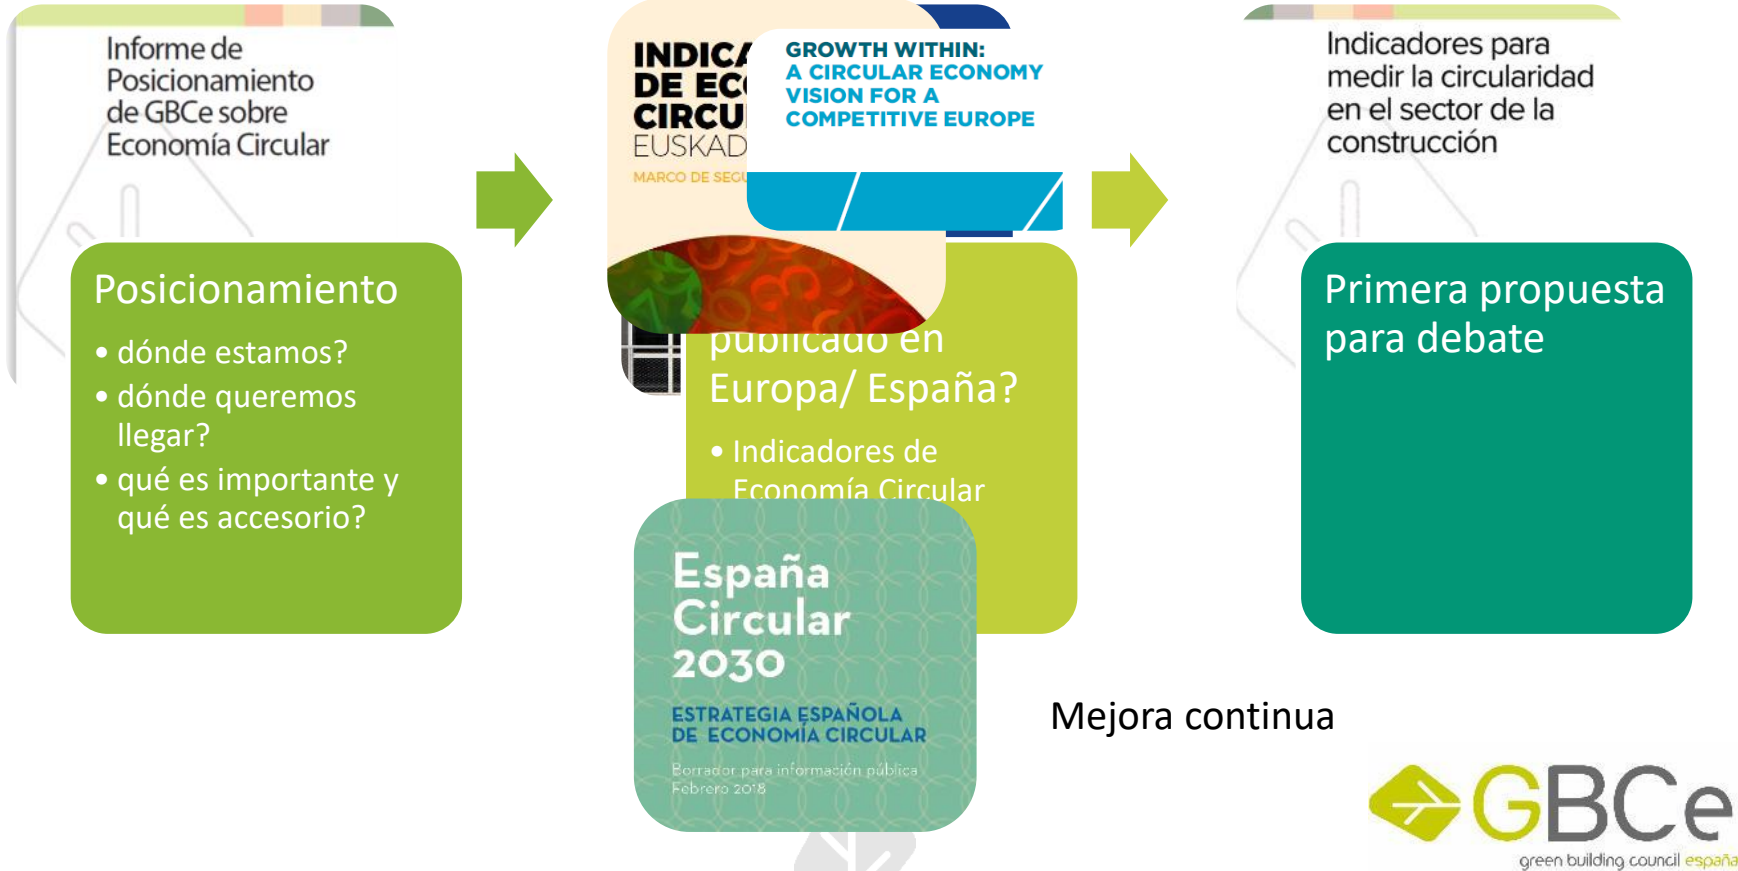 Informe de
Posicionamiento
de GBCe sobre
Economía Circular
Posicionamiento
• dónde estamos?
• dónde queremos
llegar?
• qué es importante y
qué es accesorio?
DE
EUSKAD
MARCO DE
GROWTH WITHIN:
A CIRCULAR ECONOMY
VISION FOR A
COMPETITIVE EUROPE
publicado en
Europa/ España?
• Indicadores de
Economía Circular
España
Circular
2030
ESTRATEGIA ESPAÑOLA
DE ECONOMÍA CIRCULAR
Borrador para información pública
Febrero 2018
Indicadores para
medir la circularidad
en el sector de la
construcción
Primera propuesta
para debate
Mejora continua
GBCe
green building council españa